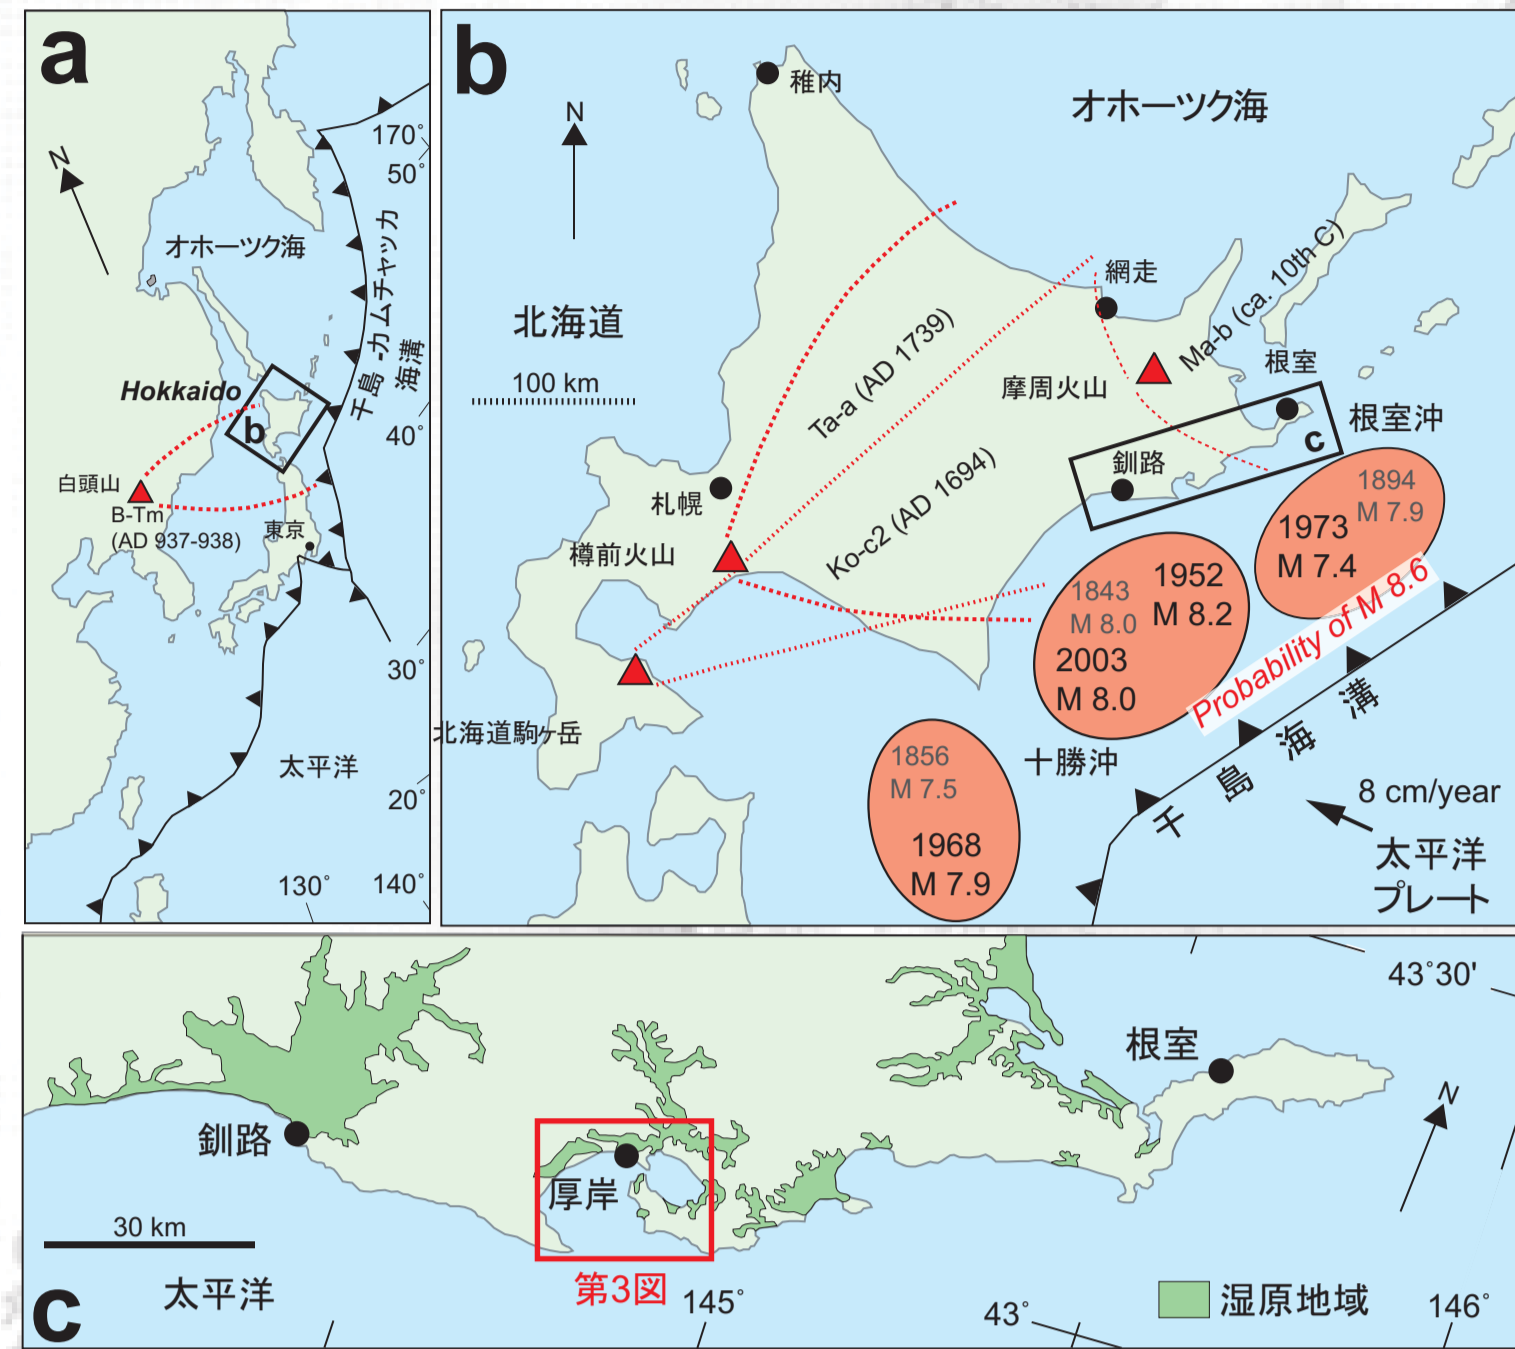 a
N
170°
50°
オホーツク海
千島-カムチャッカ
海溝
Hokkaido
b
40°
白頭山
B-Tm
(AD 937-938)
東京
30°
太平洋
20°
130°
140°
b
稚内
オホーツク海
N
北海道
100 km
網走
Ma-b (ca. 10th C)
Ta-a (AD 1739)
摩周火山
根室
根室沖
c
釧路
札幌
Ko-c2 (AD 1694)
樽前火山
1894
M 7.9
1973
M 7.4
1843
M 8.0
1952
M 8.2
2003
M 8.0
Probability of M 8.6
北海道駒ヶ岳
十勝沖
1856
M 7.5
1968
M 7.9
千島海溝
8 cm/year
太平洋
プレート
43°30'
根室
N
釧路
厚岸
30 km
太平洋
第3図
145°
43°
湿原地域
146°
c